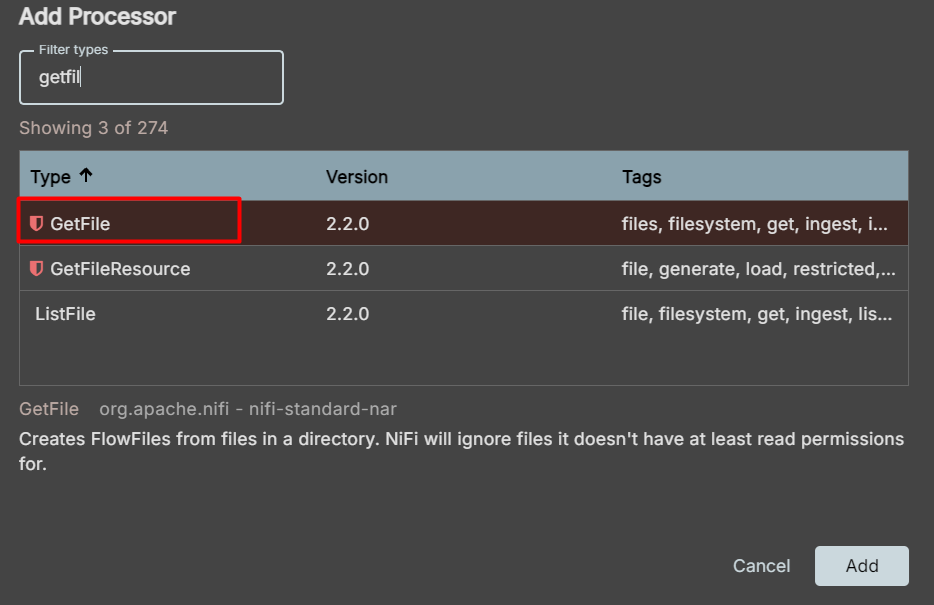 Add Processor
Filter types
getfil
Showing 3 of 274
Type Version Tags
GetFile 2.2.0 files, filesystem, get, ingest, i...
GetFileResource 2.2.0 file, generate, load, restricted,...
ListFile 2.2.0 file, filesystem, get, ingest, lis...
GetFile org.apache.nifi - nifi-standard-nar
Creates FlowFiles from files in a directory. NiFi will ignore files it doesn't have at least read permissions
for.
Cancel Add